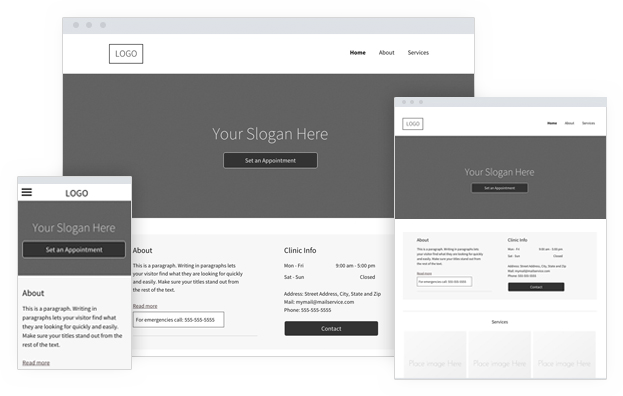 LOGO
Home About Services
Your Slogan Here
Set an Appointment
About
This is a paragraph. Writing in paragraphs lets
your visitor find what they are looking for quickly
and easily. Make sure your titles stand out from
the rest of the text.
Read more
For emergencies call: 555-555-5555
Clinic Info
Mon - Fri 9:00 am - 5:00 pm
Sat - Sun Closed
Address: Street Address, City, State and Zip
Mail: mymail@mailservice.com
Phone: 555-555-5555
Contact
LOGO
Your Slogan Here
Set an Appointment
About
This is a paragraph. Writing in
paragraphs lets your visitor find what
they are looking for quickly and easily.
Make sure your titles stand out from the
rest of the text.
Read more
LOGO
Home About Services
Your Slogan Here
Set an Appointment
About
This is a paragraph. Writing in paragraphs lets
your visitor find what they are looking for quickly
and easily. Make sure your titles stand out from
the rest of the text.
Read more
For emergencies call: 555-555-5555
Clinic Info
Mon - Fri 9:00 am - 5:00 pm
Sat - Sun Closed
Address: Street Address, City, State and Zip
Mail: mymail@mailservice.com
Phone: 555-555-5555
Contact
Services
Place Image Here Place Image Here Place Image Here